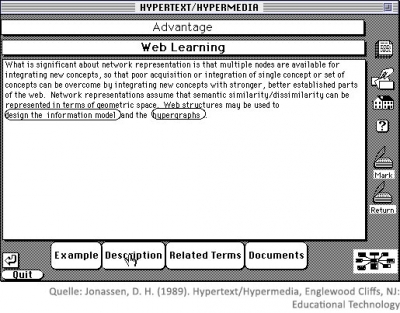 HYPERTEXT/HYPERMEDIA
Advantage
Web Learning
What is significant about network representation is that multiple nodes are available for
integrating new concepts, so that poor acquisition or integration of single concept or set of
concepts can be overcome by integrating new concepts with stronger, better established parts
of the web. Network representations assume that semantic similarity/dissimilarity can be
represented in terms of geometric space. Web structures may be used to
design the information model and the hypergraphs.
?
Mark
Return
Example Description Related Terms Documents
Quit
Quelle: Jonassen, D. H. (1989). Hypertext/Hypermedia, Englewood Cliffs, NJ:
Educational Technology